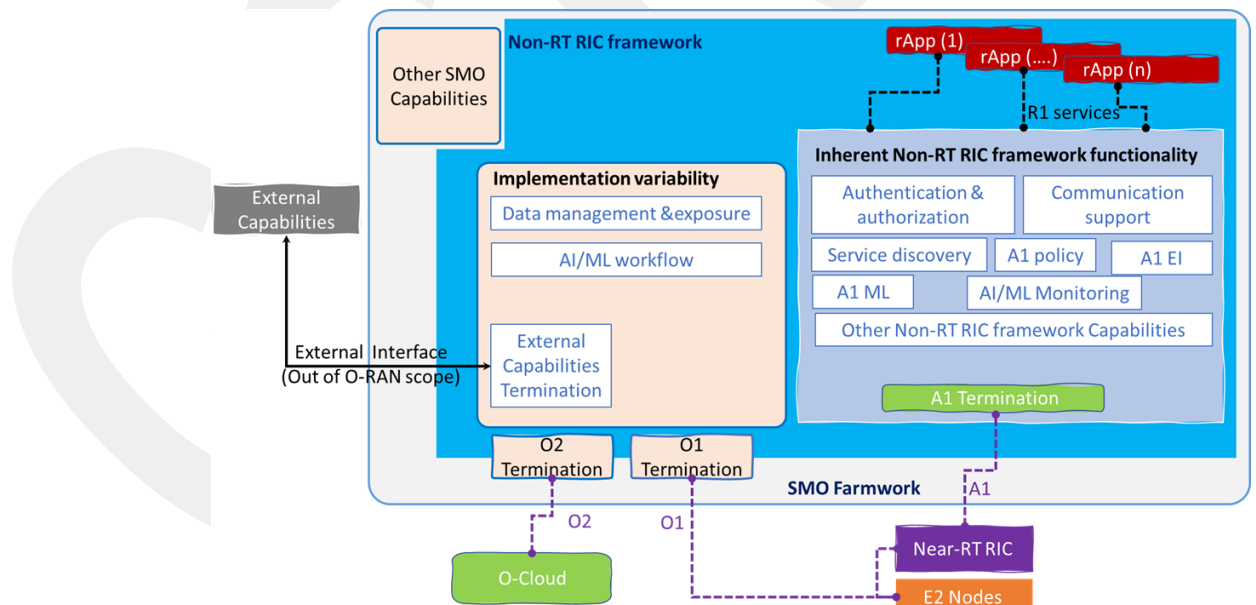 Non-RT RIC framework
Other SMO
Capabilities
rApp (1)
rApp (....)
rApp (n)
R1 services
Inherent Non-RT RIC framework functionality
Authentication &
authorization
Communication
support
Service discovery
A1 policy
A1 EI
A1 ML
AI/ML Monitoring
Other Non-RT RIC framework Capabilities
A1 Termination
Implementation variability
Data management &exposure
AI/ML workflow
External
Capabilities
Termination
External
Capabilities
External Interface
(Out of O-RAN scope)
O2
Termination
O1
Termination
SMO Farmwork
A1
O2
O1
O-Cloud
Near-RT RIC
E2 Nodes